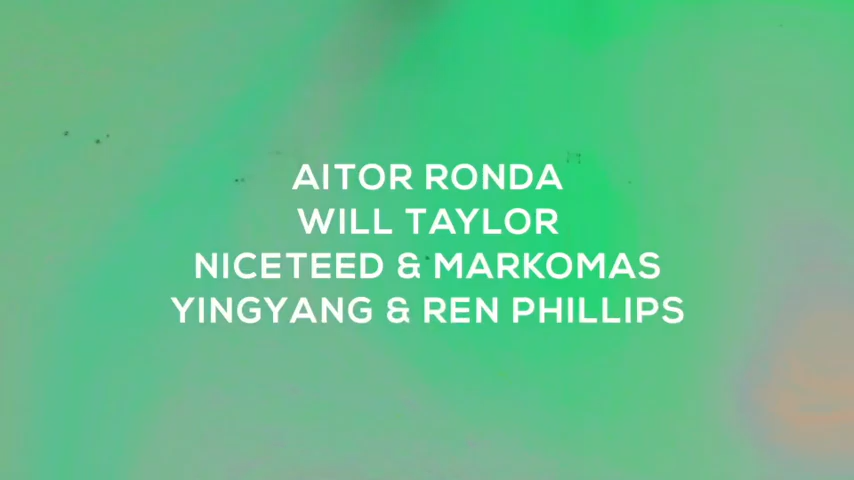 AITOR RONDA
WILL TAYLOR
NICETEED & MARKOMAS
YINGYANG & REN PHILLIPS